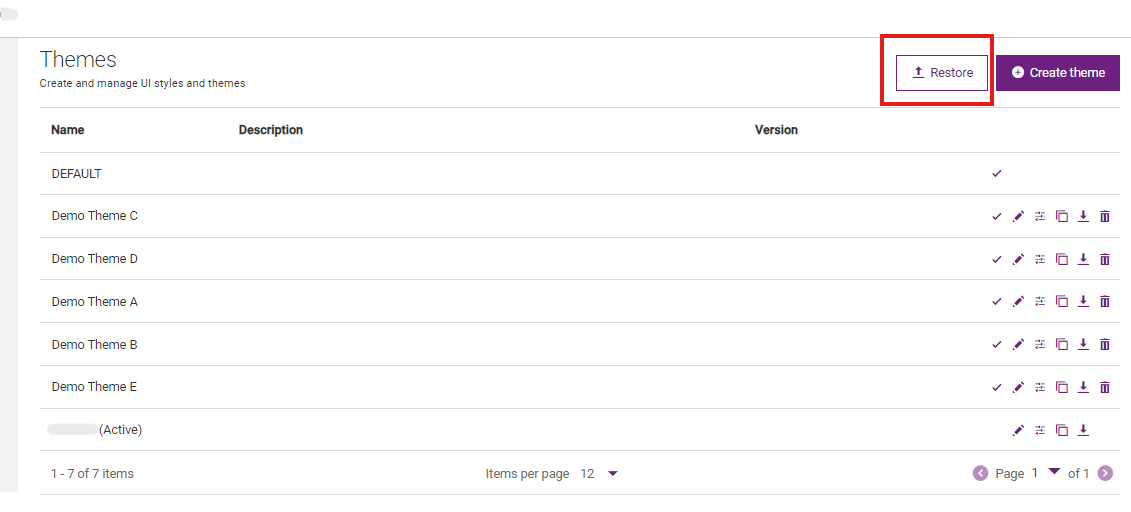 Themes
Create and manage UI styles and themes
Restore
Create theme
Name Description Version
DEFAULT
Demo Theme C
Demo Theme D
Demo Theme A
Demo Theme B
Demo Theme E
(Active)
1 - 7 of 7 items Items per page 12 Page 1 of 1